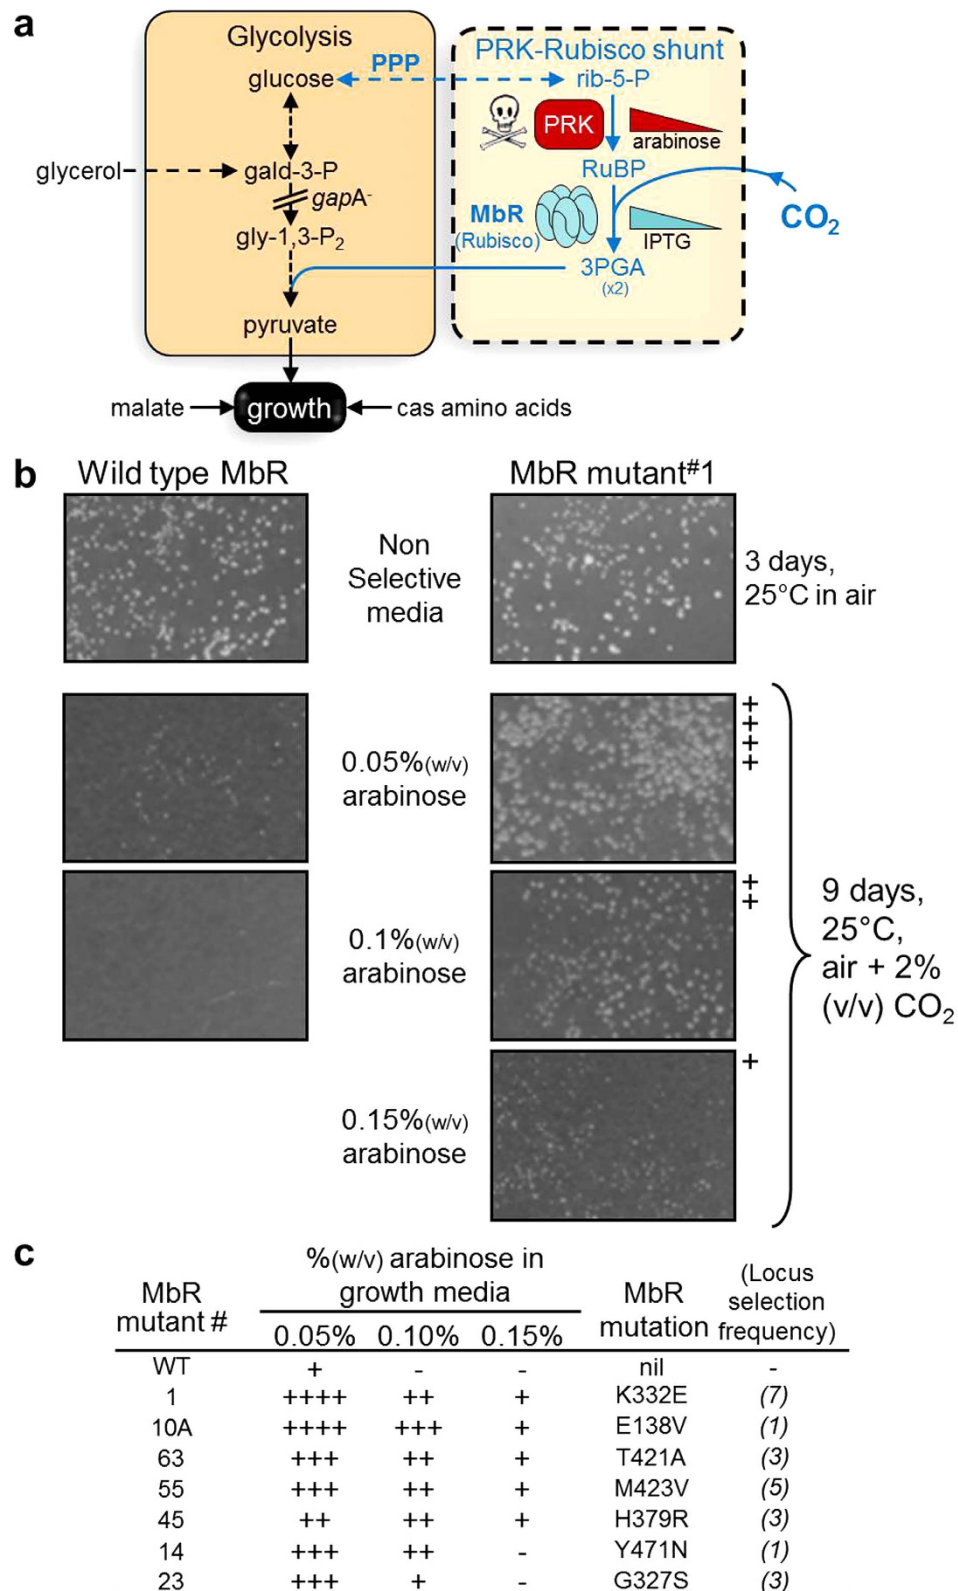 a
Glycolysis
glucose
PPP
glycerol
gald-3-P
gapA-
gly-1,3-P2
pyruvate
malate
growth
cas amino acids
PRK-Rubisco shunt
rib-5-P
PRK
arabinose
RuBP
MbR
(Rubisco)
IPTG
CO2
3PGA
(x2)
b
Wild type MbR
MbR mutant#1
Non
Selective
media
3 days,
25°C in air
0.05%(w/v)
arabinose
++++
0.1%(w/v)
arabinose
++
0.15%(w/v)
arabinose
+
9 days,
25°C,
air + 2%
(v/v) CO2
c
MbR
mutant #
%(w/v) arabinose in
growth media
0.05% 0.10% 0.15%
MbR
mutation
(Locus
selection
frequency)
WT + - - nil -
1 ++++ ++ + K332E (7)
10A ++++ +++ + E138V (1)
63 +++ ++ + T421A (3)
55 +++ ++ + M423V (5)
45 ++ ++ + H379R (3)
14 +++ ++ - Y471N (1)
23 +++ + - G327S (3)